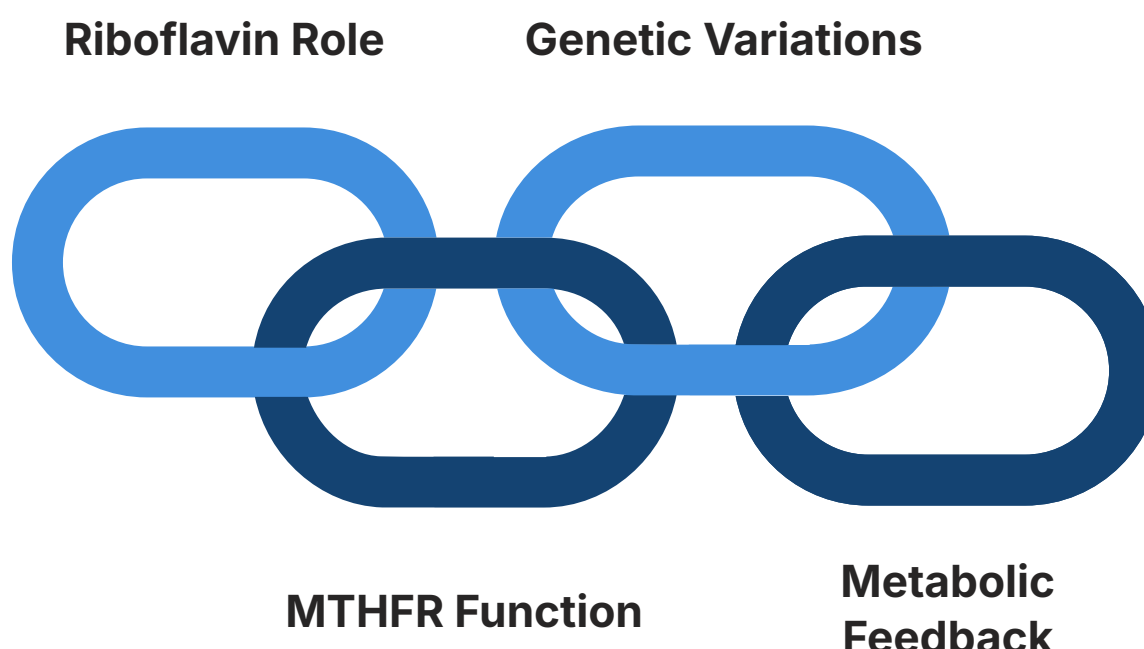 Riboflavin Role
Genetic Variations
MTHFR Function
Metabolic
Feedback